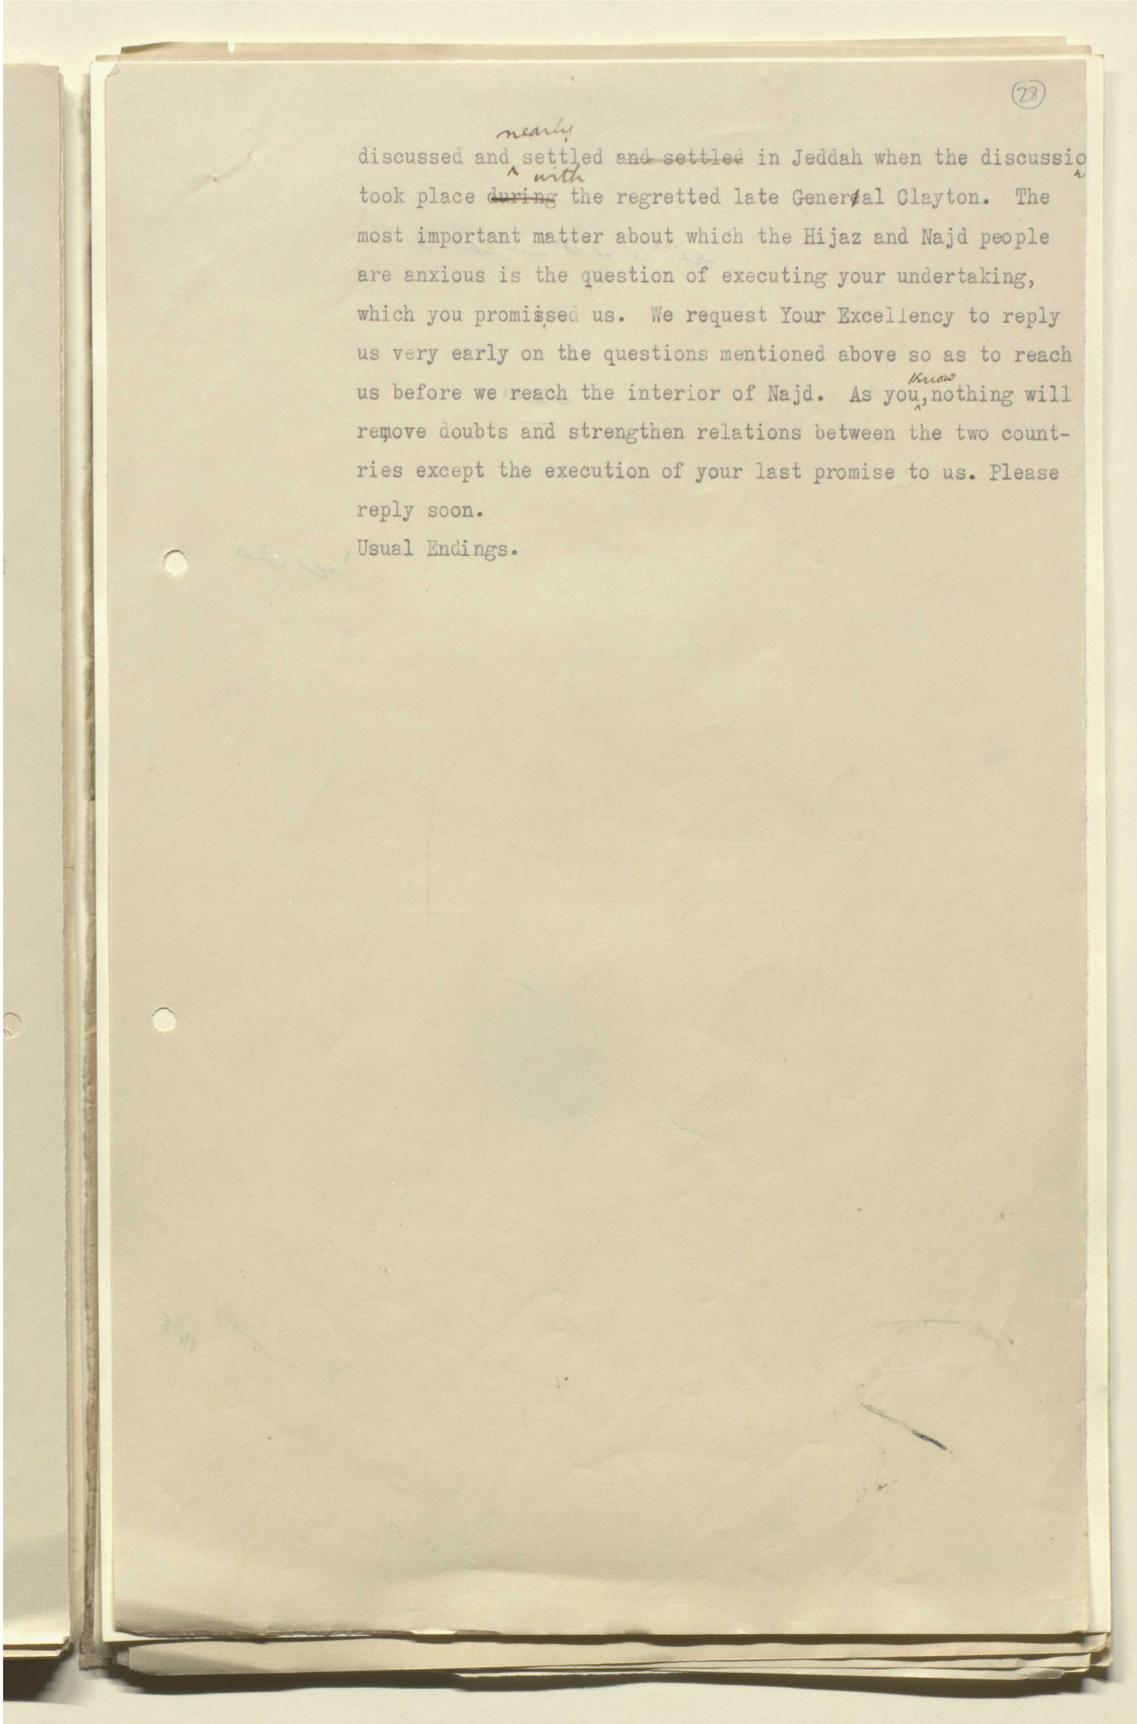 28
discussed and nearly settled and settled in Jeddah when the discussion
took place during with the regretted late General Clayton. The
most important matter about which the Hijaz and Najd people
are anxious is the question of executing your undertaking,
which you promissed us. We request Your Excellency to reply
us very early on the questions mentioned above so as to reach
us before we reach the interior of Najd. As you know, nothing will
remove doubts and strengthen relations between the two count-
ries except the execution of your last promise to us. Please
reply soon.
Usual Endings.